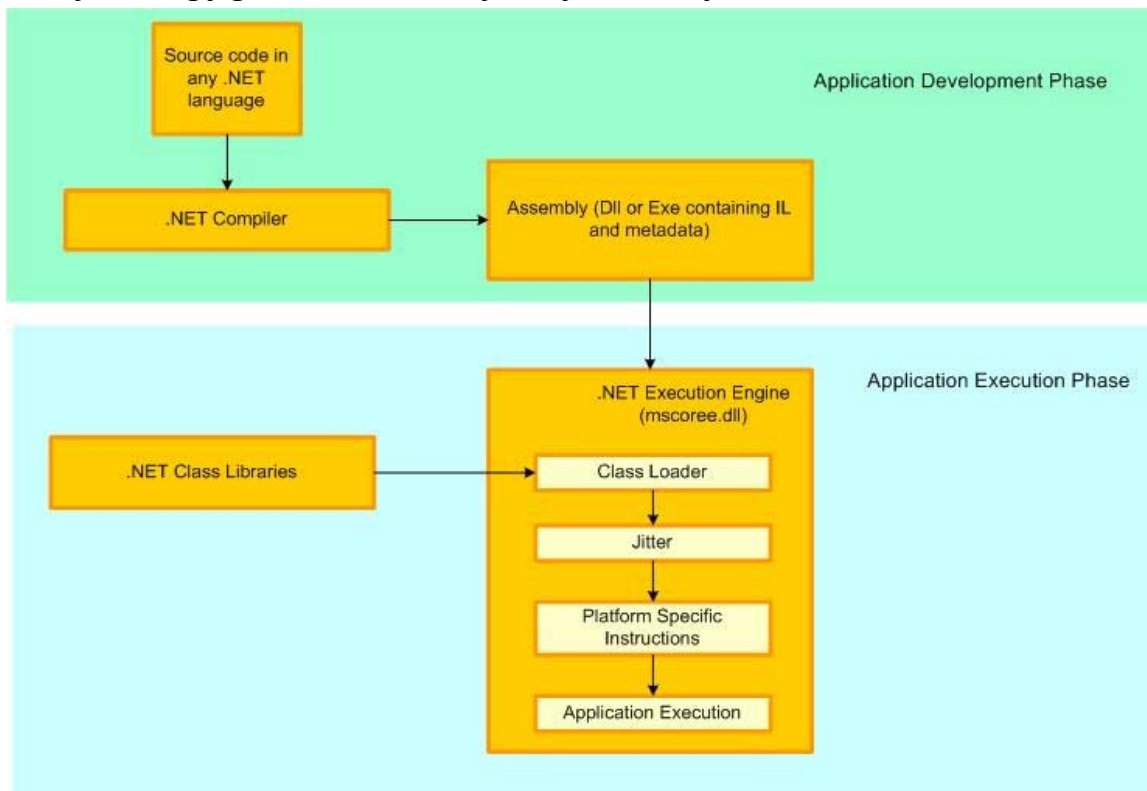 Source code in
any .NET
language
Application Development Phase
.NET Compiler
Assembly (Dll or Exe containing IL
and metadata)
Application Execution Phase
.NET Execution Engine
(mscoree.dll)
.NET Class Libraries
Class Loader
Jitter
Platform Specific
Instructions
Application Execution